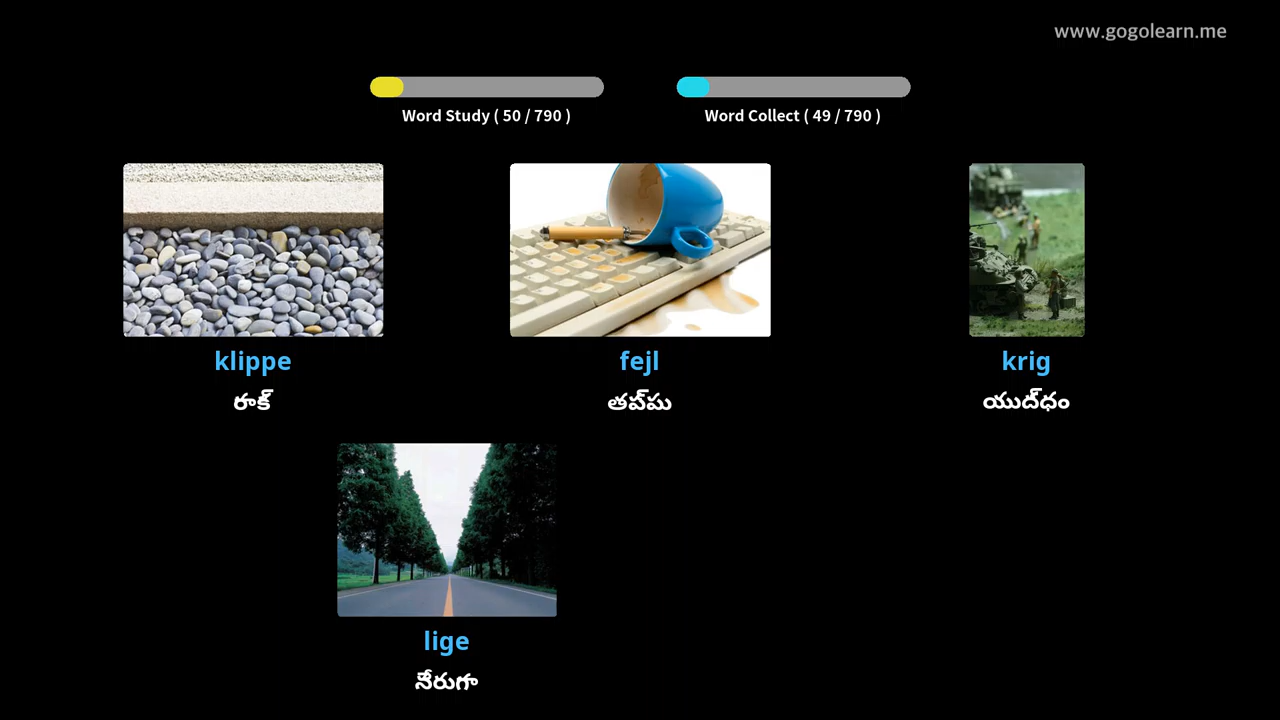 www.gogolearn.me
Word Study ( 50 / 790 )
Word Collect ( 49 / 790 )
klippe
fejl
krig
రాక్
తప్పు
యుద్ధం
lige
నేరుగా